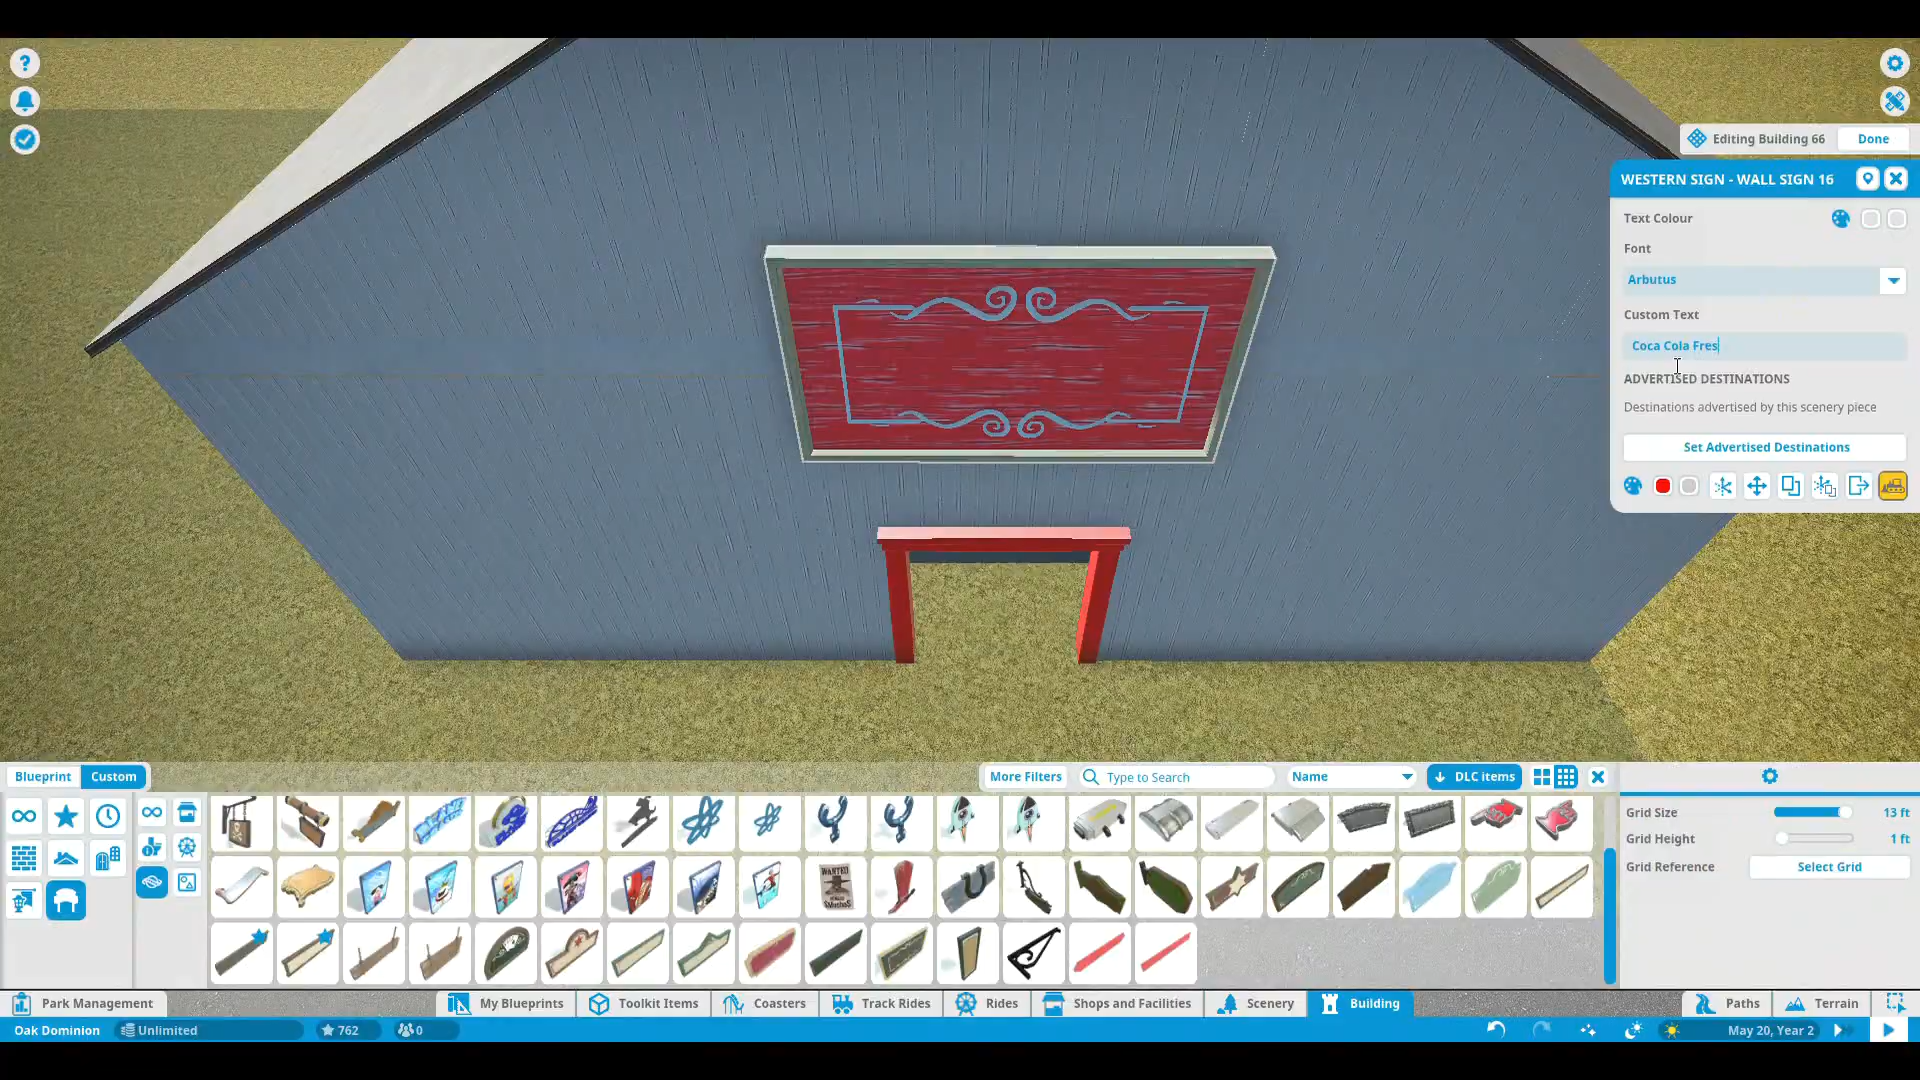 ?
Editing Building 66
Done
WESTERN SIGN - WALL SIGN 16
Text Colour
Font
Arbutus
Custom Text
Coca Cola Fres
ADVERTISED DESTINATIONS
Destinations advertised by this scenery piece
Set Advertised Destinations
Blueprint
Custom
More Filters
Type to Search
Name
DLC items
Grid Size
13 ft
Grid Height
1 ft
Grid Reference
Select Grid
WANTED
Park Management
My Blueprints
Toolkit Items
Coasters
Track Rides
Rides
Shops and Facilities
Scenery
Building
Paths
Terrain
Oak Dominion
Unlimited
762
0
May 20, Year 2